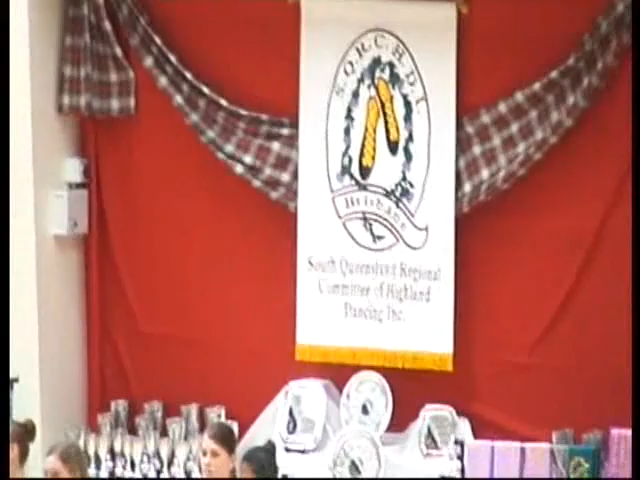 S.Q.R.C.H.D.I.
Brisbane
South Queensland Regional
Committee of Highland
Dancing Inc.